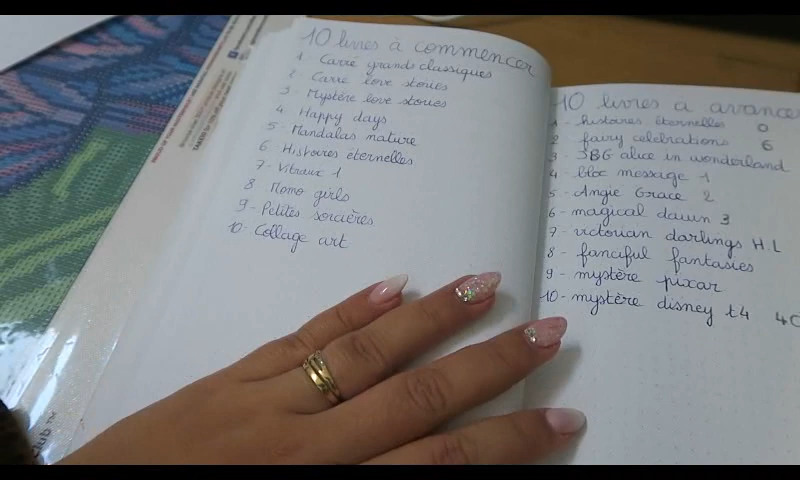 10 livres à commencer
1 - Carré grands classiques
2 - Carré love stories
3 - Mystère love stories
4 - Happy days
5 - Mandalas nature
6 - Histoires éternelles
7 - Vitraux 1
8 - Momo girls
9 - Petites sorcières
10 - Collage art
10 livres à avancer
1 - histoires éternelles 0
2 - fairy celebrations 6
3 - JBG alice in wonderland
4 - bloc message 1
5 - Angie Grace 2
6 - magical dawn 3
7 - victorian darlings H.L
8 - fanciful fantasies
9 - mystère pixar
10 - mystère disney t4
club™